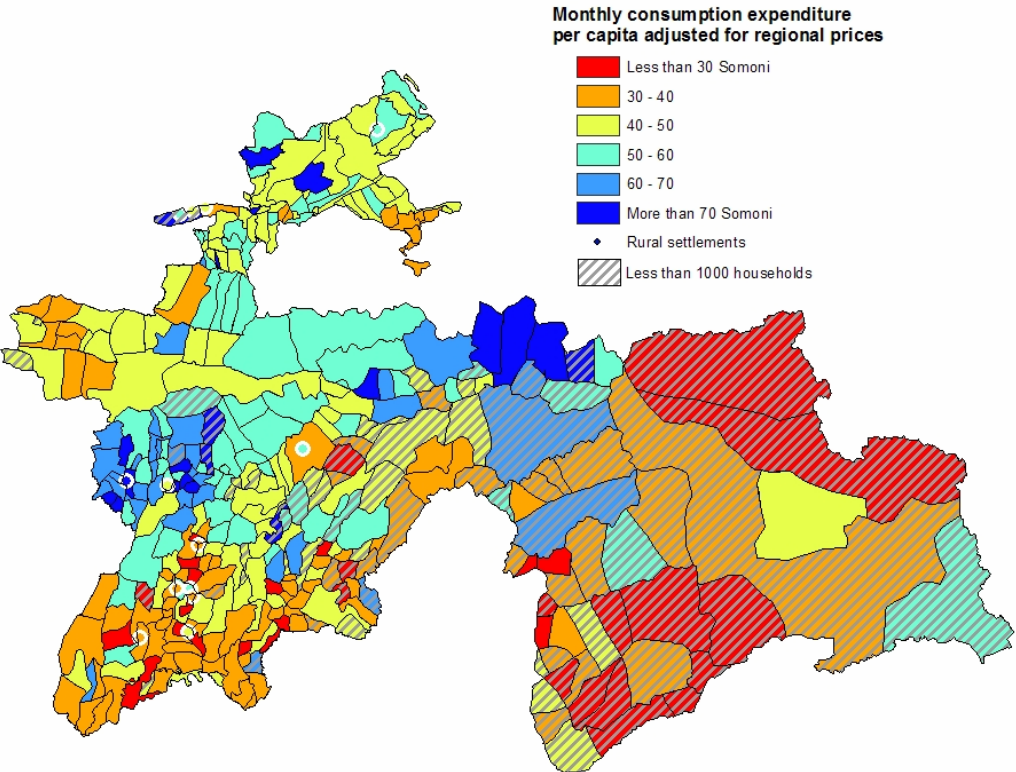 Monthly consumption expenditure
per capita adjusted for regional prices
Less than 30 Somoni
30 - 40
40 - 50
50 - 60
60 - 70
More than 70 Somoni
Rural settlements
Less than 1000 households